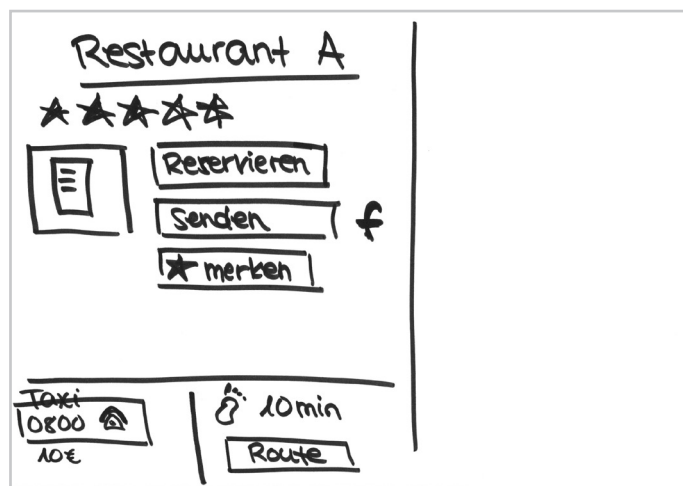 Restaurant A
Reservieren
Senden
f
merken
Taxi
0800
10€
10min
Route